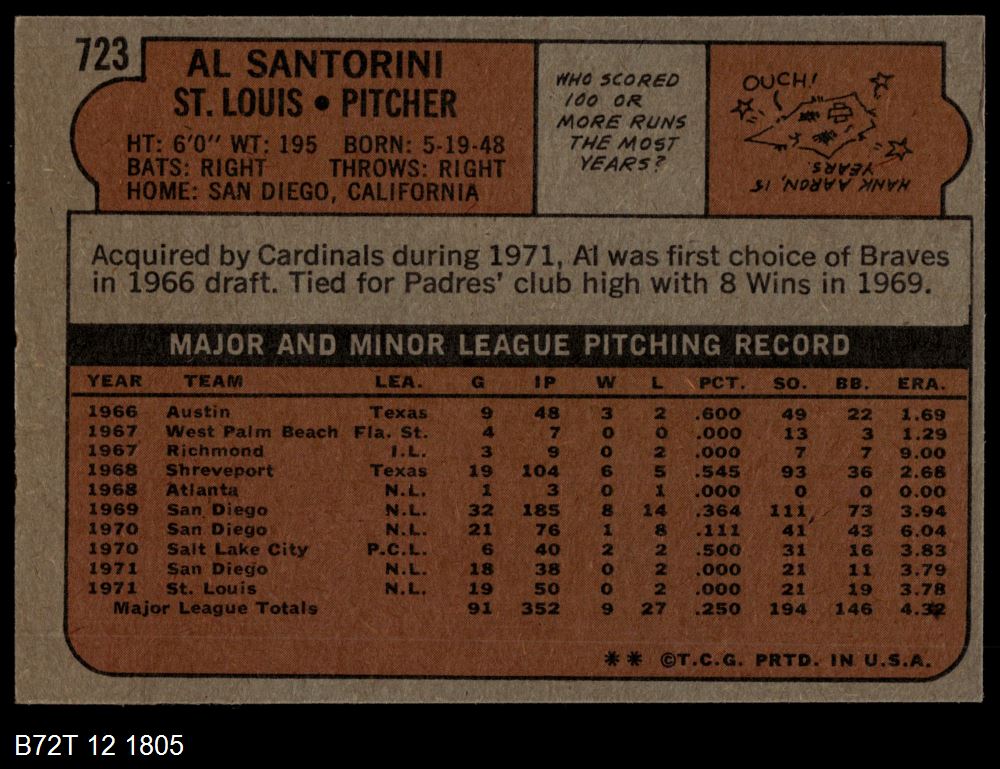 723
AL SANTORINI
ST. LOUIS • PITCHER
HT: 6'0" WT: 195 BORN: 5-19-48
BATS: RIGHT THROWS: RIGHT
HOME: SAN DIEGO, CALIFORNIA
WHO SCORED
100 OR
MORE RUNS
THE MOST
YEARS?
OUCH!
HANK AARON, 15
YEARS.
Acquired by Cardinals during 1971, Al was first choice of Braves
in 1966 draft. Tied for Padres' club high with 8 Wins in 1969.
MAJOR AND MINOR LEAGUE PITCHING RECORD
YEAR TEAM LEA. G IP W L PCT. SO. BB. ERA.
1966 Austin Texas 9 48 3 2 .600 49 22 1.69
1967 West Palm Beach Fla. St. 4 7 0 0 .000 13 3 1.29
1967 Richmond I.L. 3 9 0 2 .000 7 7 9.00
1968 Shreveport Texas 19 104 6 5 .545 93 36 2.68
1968 Atlanta N.L. 1 3 0 1 .000 0 0 0.00
1969 San Diego N.L. 32 185 8 14 .364 111 73 3.94
1970 San Diego N.L. 21 76 1 8 .111 41 43 6.04
1970 Salt Lake City P.C.L. 6 40 2 2 .500 31 16 3.83
1971 San Diego N.L. 18 38 0 2 .000 21 11 3.79
1971 St. Louis N.L. 19 50 0 2 .000 21 19 3.78
Major League Totals 91 352 9 27 .250 194 146 4.32
** ©T.C.G. PRTD. IN U.S.A.
B72T 12 1805